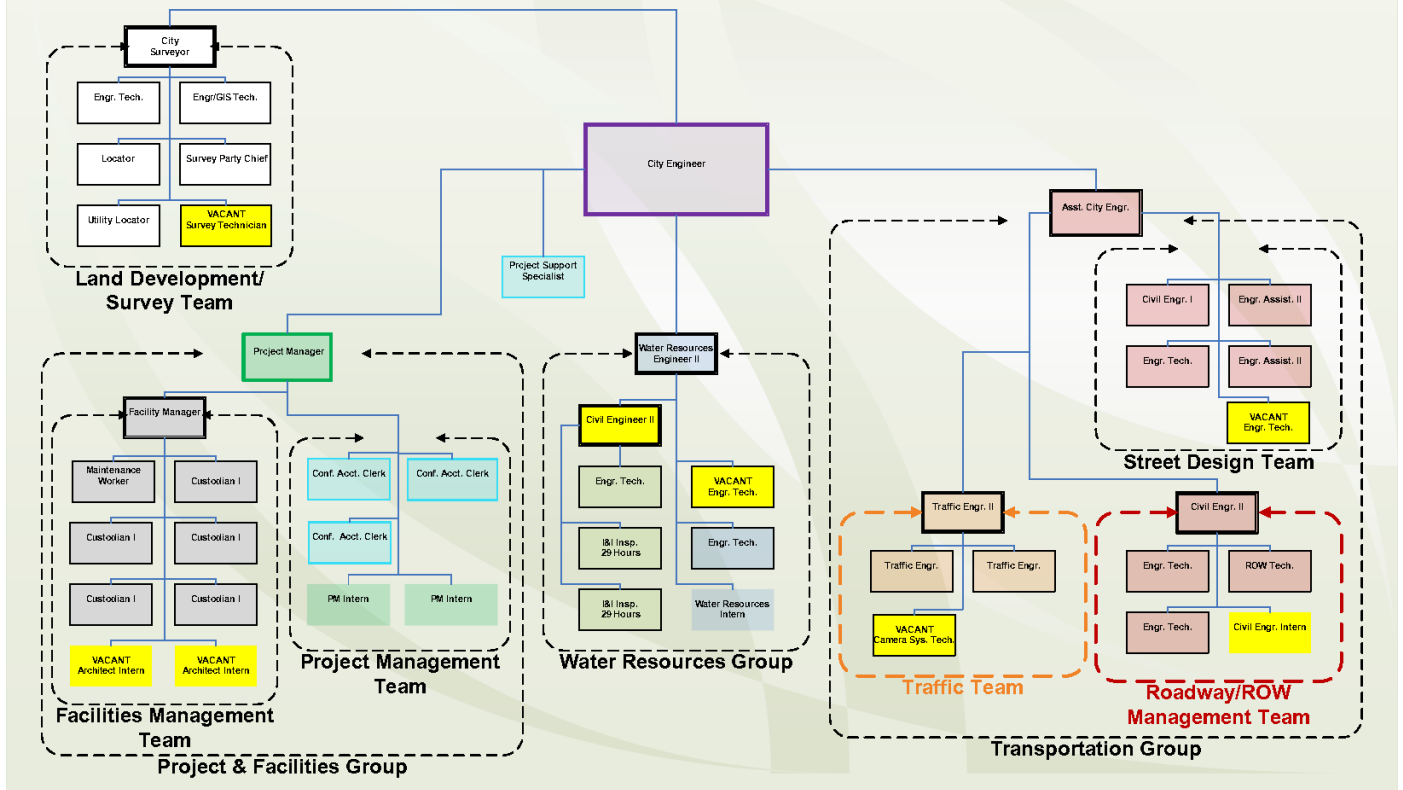 City
Surveyor
Engr. Tech.
Engr/GIS Tech.
Locator
Survey Party Chief
Utility Locator
VACANT
Survey Technician
Land Development/
Survey Team
City Engineer
Project Support
Specialist
Project Manager
Facility Manager
Maintenance
Worker
Custodian I
Custodian I
Custodian I
Custodian I
Custodian I
VACANT
Architect Intern
VACANT
Architect Intern
Facilities Management
Team
Conf. Acct. Clerk
Conf. Acct. Clerk
Conf. Acct. Clerk
PM Intern
PM Intern
Project Management
Team
Project & Facilities Group
Water Resources
Engineer II
Civil Engineer II
Engr. Tech.
I&I Insp.
29 Hours
I&I Insp.
29 Hours
VACANT
Engr. Tech.
Engr. Tech.
Water Resources
Intern
Water Resources Group
Asst. City Engr.
Civil Engr. I
Engr. Assist. II
Engr. Tech.
Engr. Assist. II
VACANT
Engr. Tech.
Street Design Team
Traffic Engr. II
Traffic Engr.
Traffic Engr.
VACANT
Camera Sys. Tech.
Traffic Team
Civil Engr. II
Engr. Tech.
ROW Tech.
Engr. Tech.
Civil Engr. Intern
Roadway/ROW
Management Team
Transportation Group